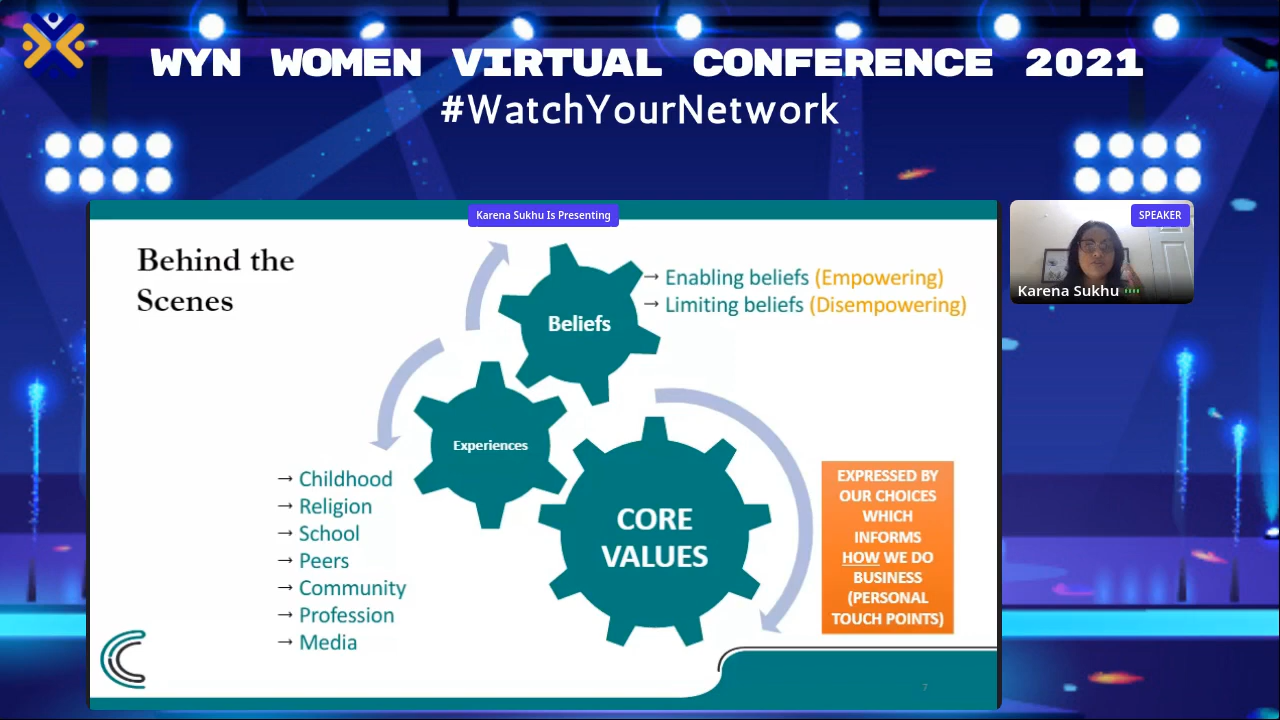 WYN WOMEN VIRTUAL CONFERENCE 2021
#WatchYourNetwork
Karena Sukhu Is Presenting
SPEAKER
Karena Sukhu
Behind the
Scenes
Beliefs
→ Enabling beliefs (Empowering)
→ Limiting beliefs (Disempowering)
Experiences
→ Childhood
→ Religion
→ School
→ Peers
→ Community
→ Profession
→ Media
CORE
VALUES
EXPRESSED BY
OUR CHOICES
WHICH
INFORMS
HOW WE DO
BUSINESS
(PERSONAL
TOUCH POINTS)
7